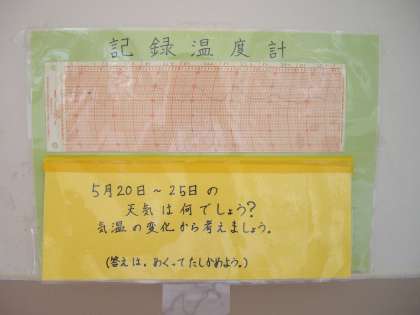 記録温度計
5月20日～25日の
天気は何でしょう?
気温の変化から考えましょう。
(答えは、めくってたしかめよう。)